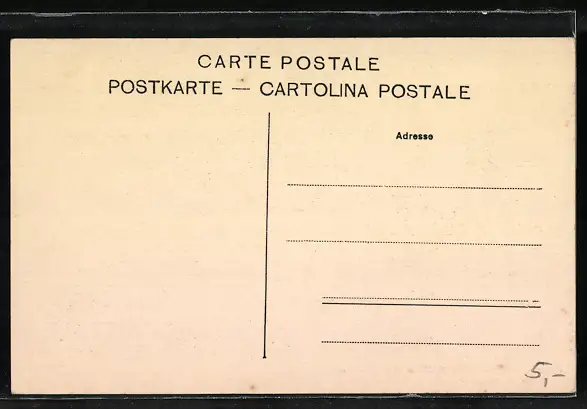 CARTE POSTALE
POSTKARTE — CARTOLINA POSTALE
Adresse
5,-